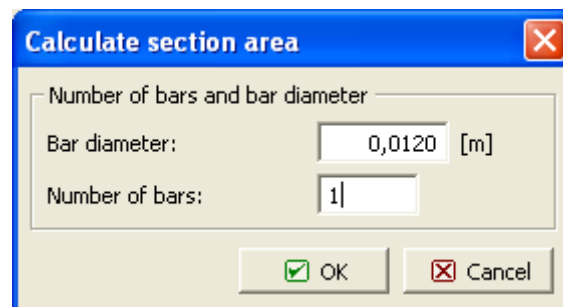 Calculate section area
Number of bars and bar diameter
Bar diameter: 0,0120 [m]
Number of bars: 1
OK Cancel